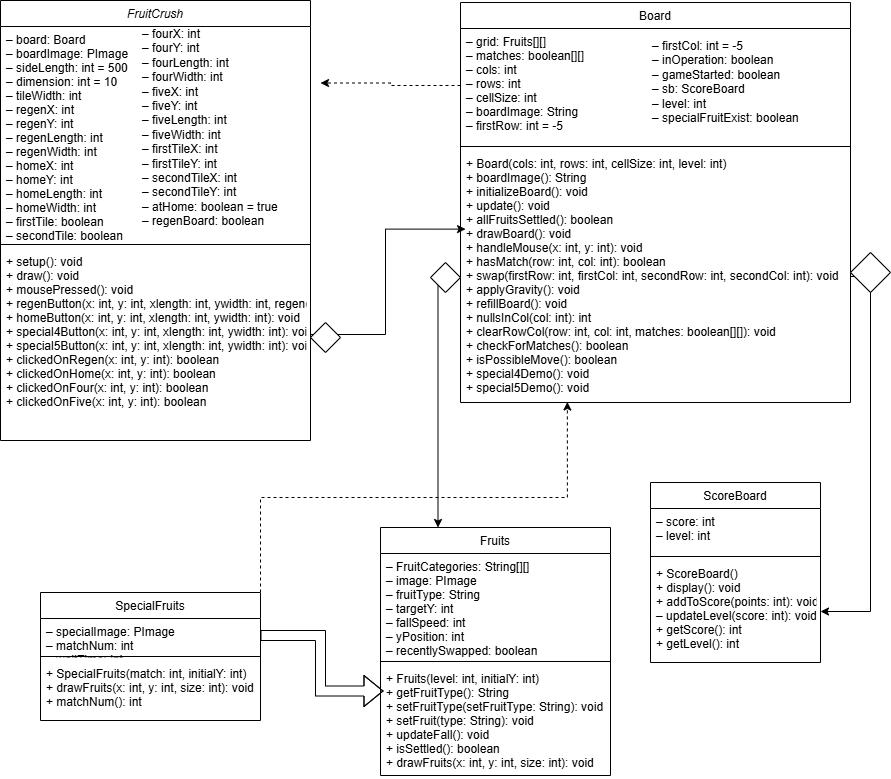 FruitCrush
– board: Board
– boardImage: PImage
– sideLength: int = 500
– dimension: int = 10
– tileWidth: int
– regenX: int
– regenY: int
– regenLength: int
– regenWidth: int
– homeX: int
– homeY: int
– homeLength: int
– homeWidth: int
– firstTile: boolean
– secondTile: boolean
– fourX: int
– fourY: int
– fourLength: int
– fourWidth: int
– fiveX: int
– fiveY: int
– fiveLength: int
– fiveWidth: int
– firstTileX: int
– firstTileY: int
– secondTileX: int
– secondTileY: int
– atHome: boolean = true
– regenBoard: boolean
+ setup(): void
+ draw(): void
+ mousePressed(): void
+ regenButton(x: int, y: int, xlength: int, ywidth: int, regen
+ homeButton(x: int, y: int, xlength: int, ywidth: int): void
+ special4Button(x: int, y: int, xlength: int, ywidth: int): voi
+ special5Button(x: int, y: int, xlength: int, ywidth: int): voi
+ clickedOnRegen(x: int, y: int): boolean
+ clickedOnHome(x: int, y: int): boolean
+ clickedOnFour(x: int, y: int): boolean
+ clickedOnFive(x: int, y: int): boolean
Board
– grid: Fruits[][]
– matches: boolean[][]
– cols: int
– rows: int
– cellSize: int
– boardImage: String
– firstRow: int = -5
– firstCol: int = -5
– inOperation: boolean
– gameStarted: boolean
– sb: ScoreBoard
– level: int
– specialFruitExist: boolean
+ Board(cols: int, rows: int, cellSize: int, level: int)
+ boardImage(): String
+ initializeBoard(): void
+ update(): void
+ allFruitsSettled(): boolean
+ drawBoard(): void
+ handleMouse(x: int, y: int): void
+ hasMatch(row: int, col: int): boolean
+ swap(firstRow: int, firstCol: int, secondRow: int, secondCol: int): void
+ applyGravity(): void
+ refillBoard(): void
+ nullsInCol(col: int): int
+ clearRowCol(row: int, col: int, matches: boolean[][]): void
+ checkForMatches(): boolean
+ isPossibleMove(): boolean
+ special4Demo(): void
+ special5Demo(): void
ScoreBoard
– score: int
– level: int
+ ScoreBoard()
+ display(): void
+ addToScore(points: int): void
– updateLevel(score: int): void
+ getScore(): int
+ getLevel(): int
Fruits
– FruitCategories: String[][]
– image: PImage
– fruitType: String
– targetY: int
– fallSpeed: int
– yPosition: int
– recentlySwapped: boolean
+ Fruits(level: int, initialY: int)
+ getFruitType(): String
+ setFruitType(setFruitType: String): void
+ setFruit(type: String): void
+ updateFall(): void
+ isSettled(): boolean
+ drawFruits(x: int, y: int, size: int): void
SpecialFruits
– specialImage: PImage
– matchNum: int
+ SpecialFruits(match: int, initialY: int)
+ drawFruits(x: int, y: int, size: int): void
+ matchNum(): int